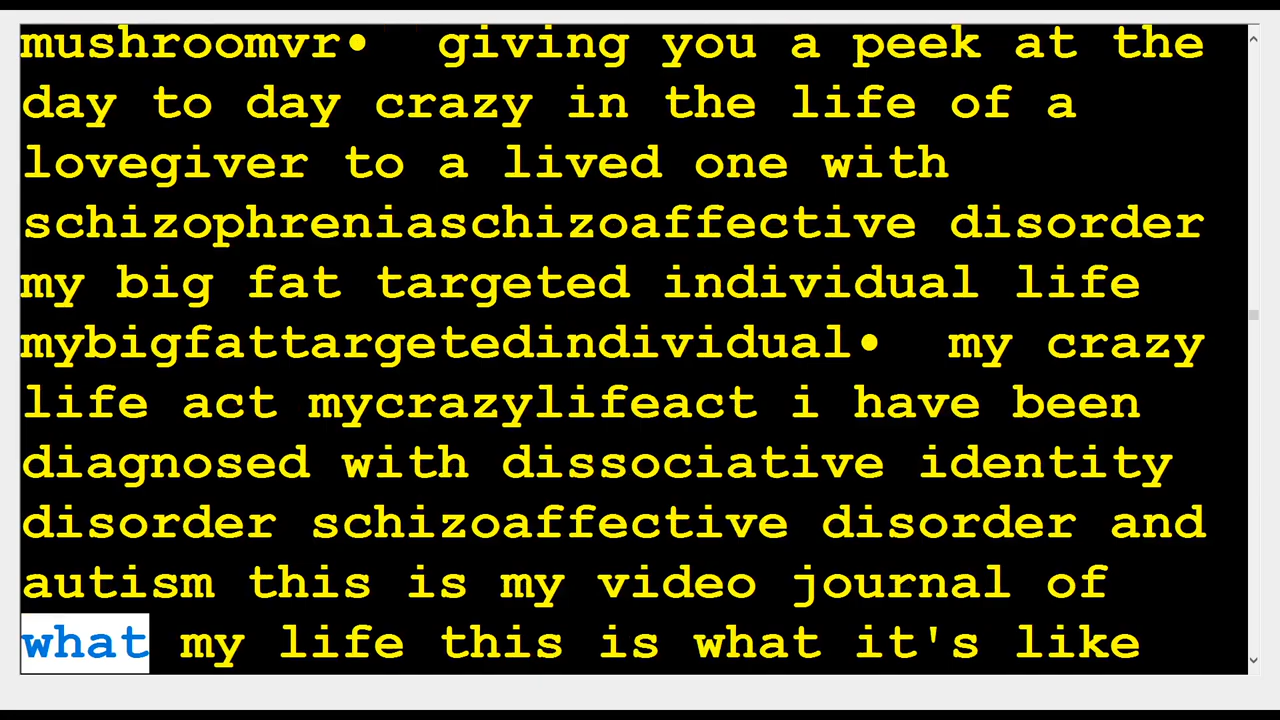 mushroomvr• giving you a peek at the
day to day crazy in the life of a
lovegiver to a lived one with
schizophreniaschizoaffective disorder
my big fat targeted individual life
mybigfattargetedindividual• my crazy
life act mycrazylifeact i have been
diagnosed with dissociative identity
disorder schizoaffective disorder and
autism this is my video journal of
what my life this is what it's like